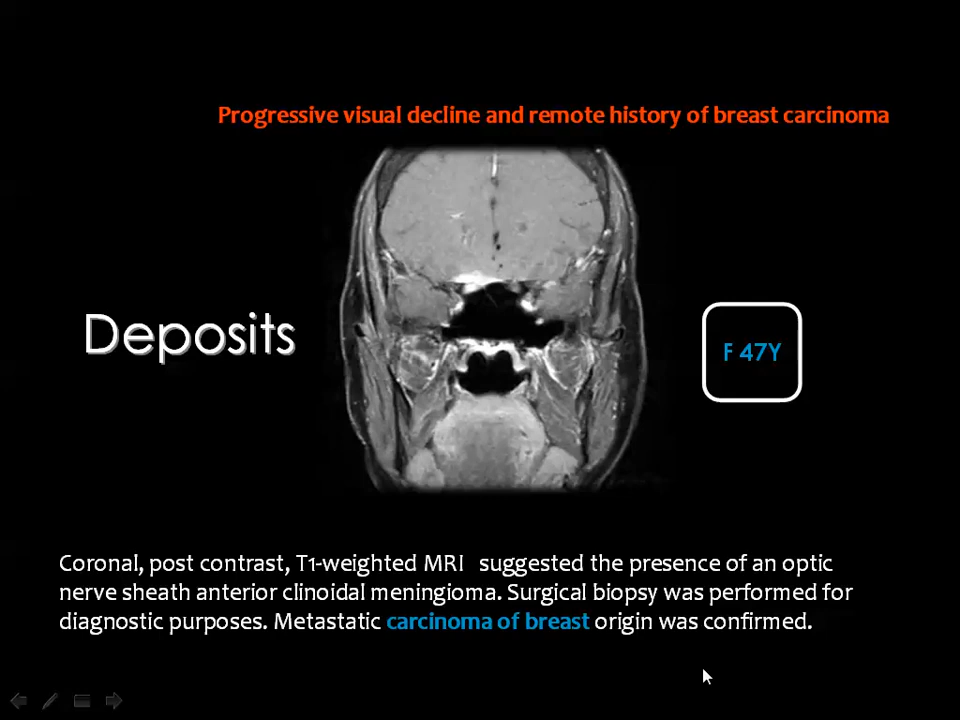 Progressive visual decline and remote history of breast carcinoma
Deposits
F 47Y
Coronal, post contrast, T1-weighted MRI suggested the presence of an optic
nerve sheath anterior clinoidal meningioma. Surgical biopsy was performed for
diagnostic purposes. Metastatic carcinoma of breast origin was confirmed.